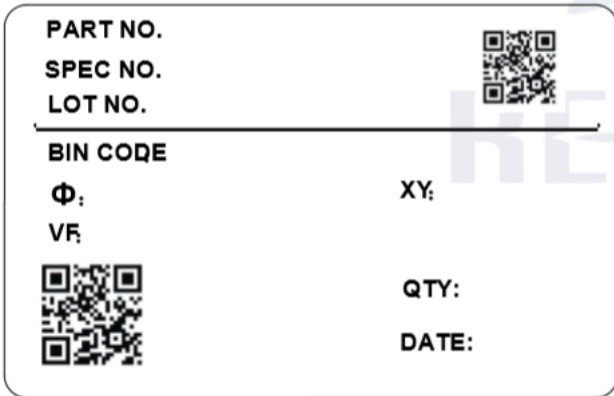 PART NO.
SPEC NO.
LOT NO.
BIN CODE
Φ:
XY:
VF:
QTY:
DATE: